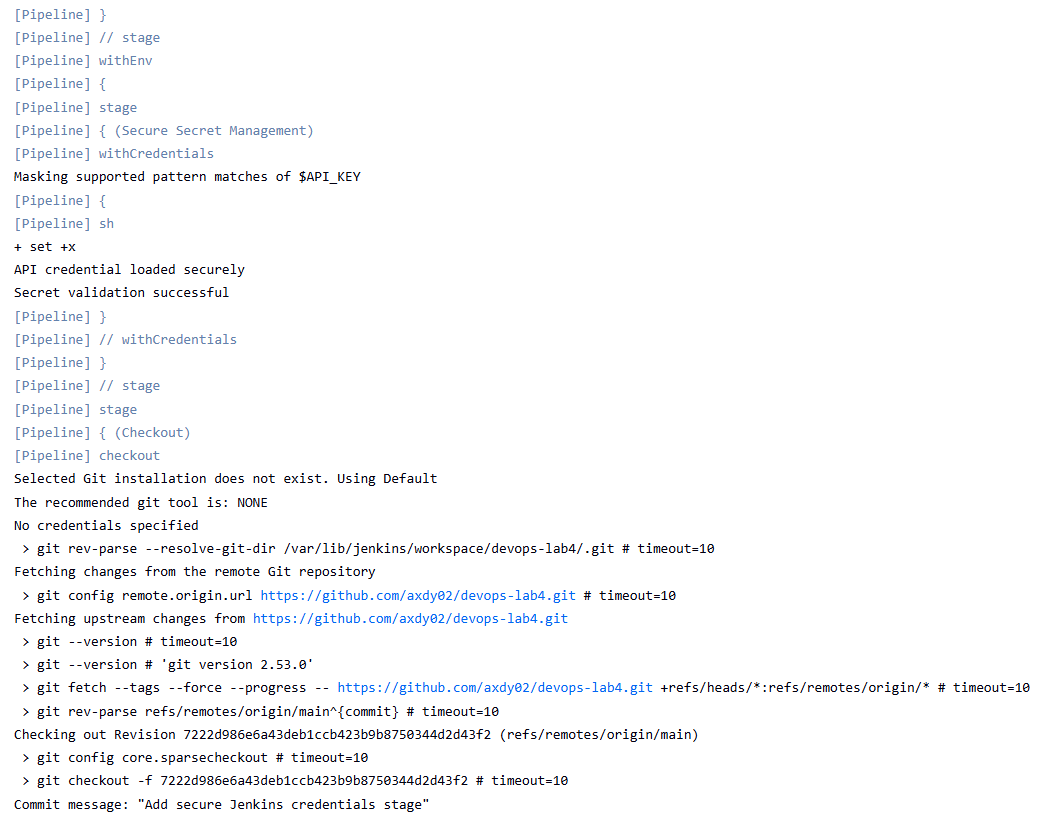 [Pipeline] }
[Pipeline] // stage
[Pipeline] withEnv
[Pipeline] {
[Pipeline] stage
[Pipeline] { (Secure Secret Management)
[Pipeline] withCredentials
Masking supported pattern matches of $API_KEY
[Pipeline] {
[Pipeline] sh
+ set +x
API credential loaded securely
Secret validation successful
[Pipeline] }
[Pipeline] // withCredentials
[Pipeline] }
[Pipeline] // stage
[Pipeline] stage
[Pipeline] { (Checkout)
[Pipeline] checkout
Selected Git installation does not exist. Using Default
The recommended git tool is: NONE
No credentials specified
 > git rev-parse --resolve-git-dir /var/lib/jenkins/workspace/devops-lab4/.git # timeout=10
Fetching changes from the remote Git repository
 > git config remote.origin.url https://github.com/axdy02/devops-lab4.git # timeout=10
Fetching upstream changes from https://github.com/axdy02/devops-lab4.git
 > git --version # timeout=10
 > git --version # 'git version 2.53.0'
 > git fetch --tags --force --progress -- https://github.com/axdy02/devops-lab4.git +refs/heads/*:refs/remotes/origin/* # timeout=10
 > git rev-parse refs/remotes/origin/main^{commit} # timeout=10
Checking out Revision 7222d986e6a43deb1ccb423b9b8750344d2d43f2 (refs/remotes/origin/main)
 > git config core.sparsecheckout # timeout=10
 > git checkout -f 7222d986e6a43deb1ccb423b9b8750344d2d43f2 # timeout=10
Commit message: "Add secure Jenkins credentials stage"